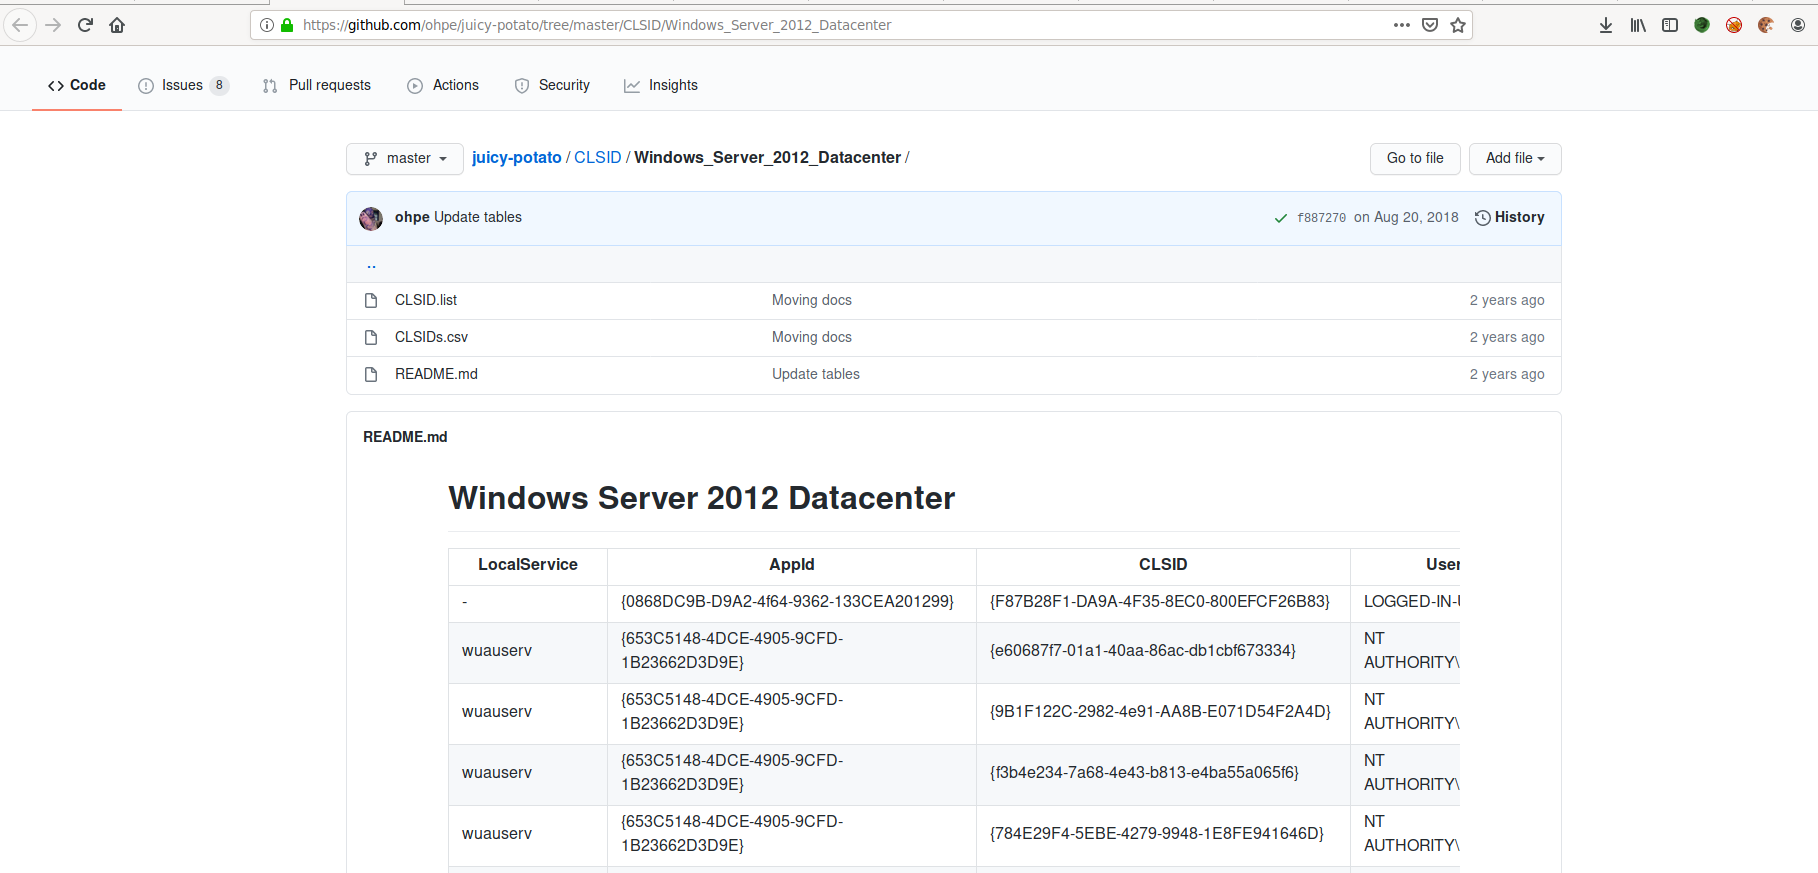 https://github.com/ohpe/juicy-potato/tree/master/CLSID/Windows_Server_2012_Datacenter
Code Issues 8 Pull requests Actions Security Insights
master juicy-potato / CLSID / Windows_Server_2012_Datacenter / Go to file Add file
ohpe Update tables f887270 on Aug 20, 2018 History
..
CLSID.list Moving docs 2 years ago
CLSIDs.csv Moving docs 2 years ago
README.md Update tables 2 years ago
README.md
Windows Server 2012 Datacenter
LocalService AppId CLSID User
- {0868DC9B-D9A2-4f64-9362-133CEA201299} {F87B28F1-DA9A-4F35-8EC0-800EFCF26B83} LOGGED-IN-U
wuauserv {653C5148-4DCE-4905-9CFD-1B23662D3D9E} {e60687f7-01a1-40aa-86ac-db1cbf673334} NT AUTHORITY\
wuauserv {653C5148-4DCE-4905-9CFD-1B23662D3D9E} {9B1F122C-2982-4e91-AA8B-E071D54F2A4D} NT AUTHORITY\
wuauserv {653C5148-4DCE-4905-9CFD-1B23662D3D9E} {f3b4e234-7a68-4e43-b813-e4ba55a065f6} NT AUTHORITY\
wuauserv {653C5148-4DCE-4905-9CFD-1B23662D3D9E} {784E29F4-5EBE-4279-9948-1E8FE941646D} NT AUTHORITY\